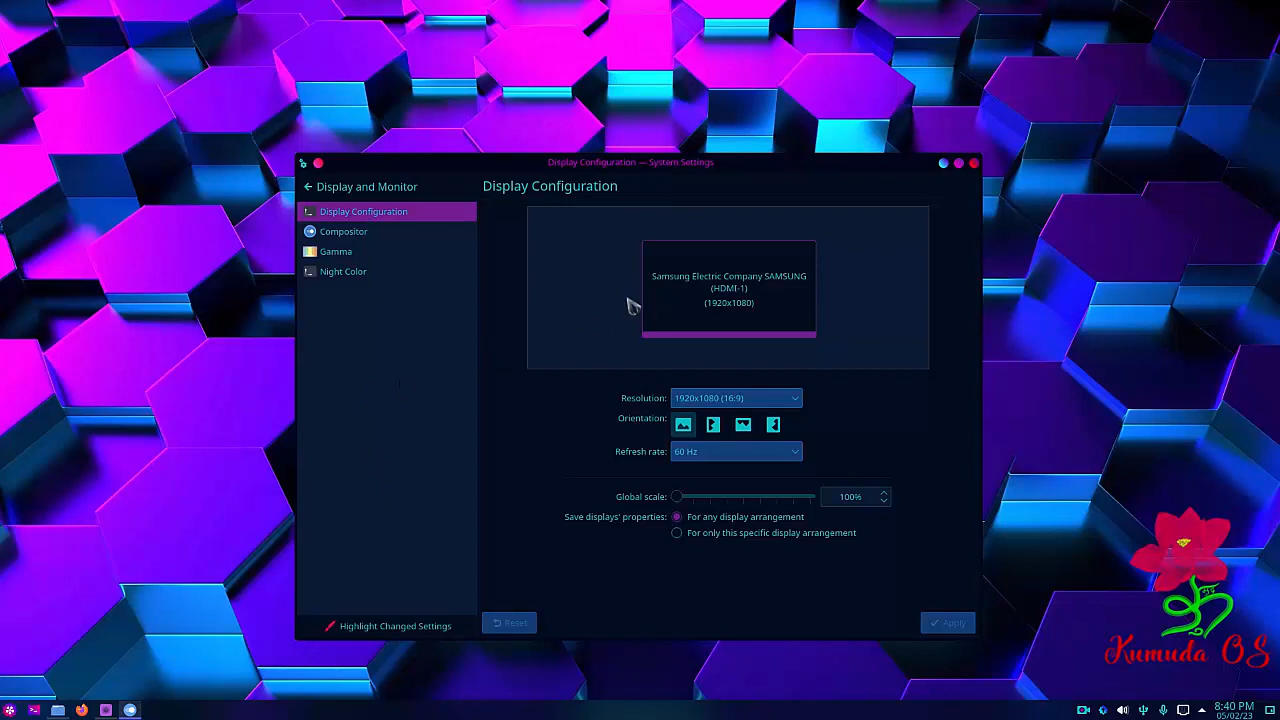 Display Configuration — System Settings
Display and Monitor
Display Configuration
Display Configuration
Compositor
Gamma
Night Color
Samsung Electric Company SAMSUNG
(HDMI-1)
(1920x1080)
Resolution: 1920x1080 (16:9)
Orientation:
Refresh rate: 60 Hz
Global scale: 100%
Save displays' properties: For any display arrangement
For only this specific display arrangement
Highlight Changed Settings
Reset
Apply
Kumuda OS
8:40 PM
05/02/23